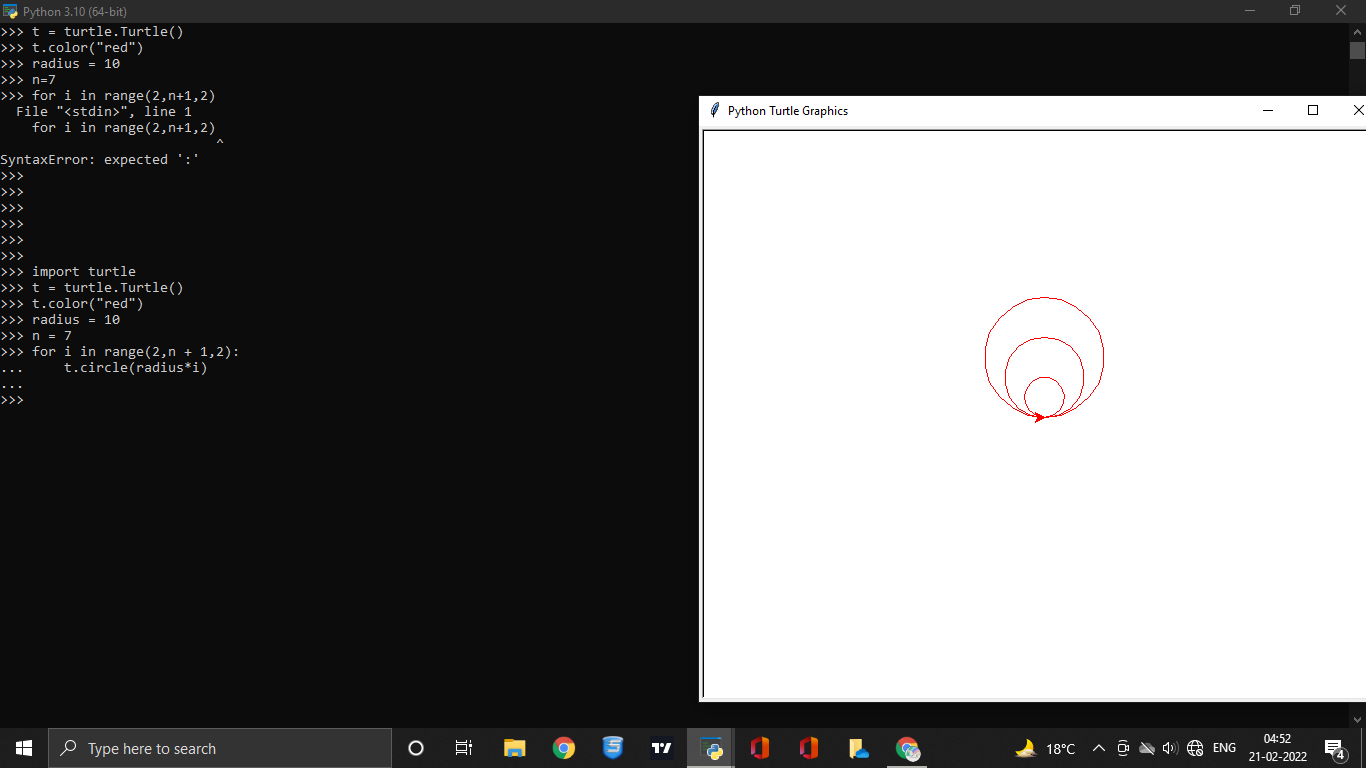 Python 3.10 (64-bit)
>>> t = turtle.Turtle()
>>> t.color("red")
>>> radius = 10
>>> n=7
>>> for i in range(2,n+1,2)
  File "<stdin>", line 1
    for i in range(2,n+1,2)
                           ^
SyntaxError: expected ':'
>>>
>>>
>>>
>>>
>>>
>>>
>>> import turtle
>>> t = turtle.Turtle()
>>> t.color("red")
>>> radius = 10
>>> n = 7
>>> for i in range(2,n + 1,2):
...     t.circle(radius*i)
...
>>>
Python Turtle Graphics
Type here to search
18°C
ENG
04:52
21-02-2022
4